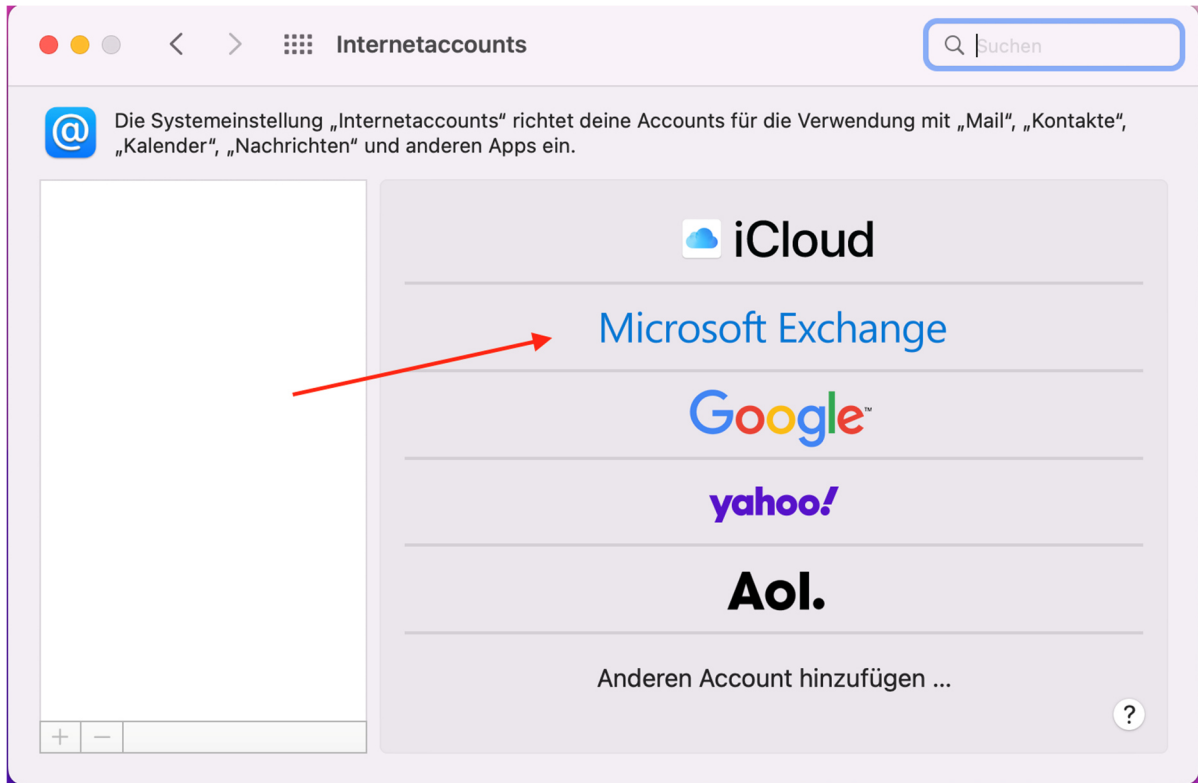 Internetaccounts
Suchen
Die Systemeinstellung „Internetaccounts“ richtet deine Accounts für die Verwendung mit „Mail“, „Kontakte“,
„Kalender“, „Nachrichten“ und anderen Apps ein.
iCloud
Microsoft Exchange
Google™
yahoo!
Aol.
Anderen Account hinzufügen ...
?